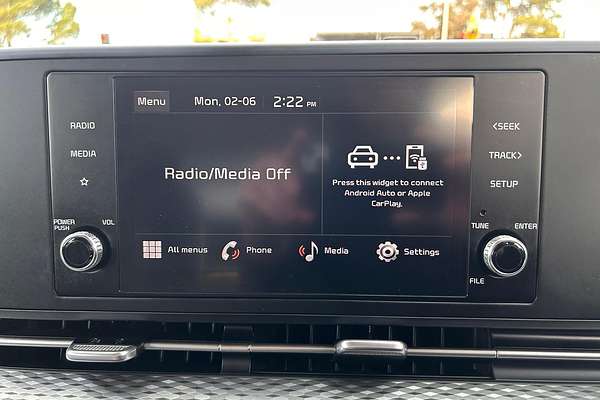 Menu Mon, 02-06 2:22 PM
RADIO
MEDIA
☆
POWER
PUSH
VOL
Radio/Media Off
Press this widget to connect
Android Auto or Apple
CarPlay.
All menus Phone Media Settings
<SEEK
TRACK>
SETUP
TUNE
ENTER
FILE